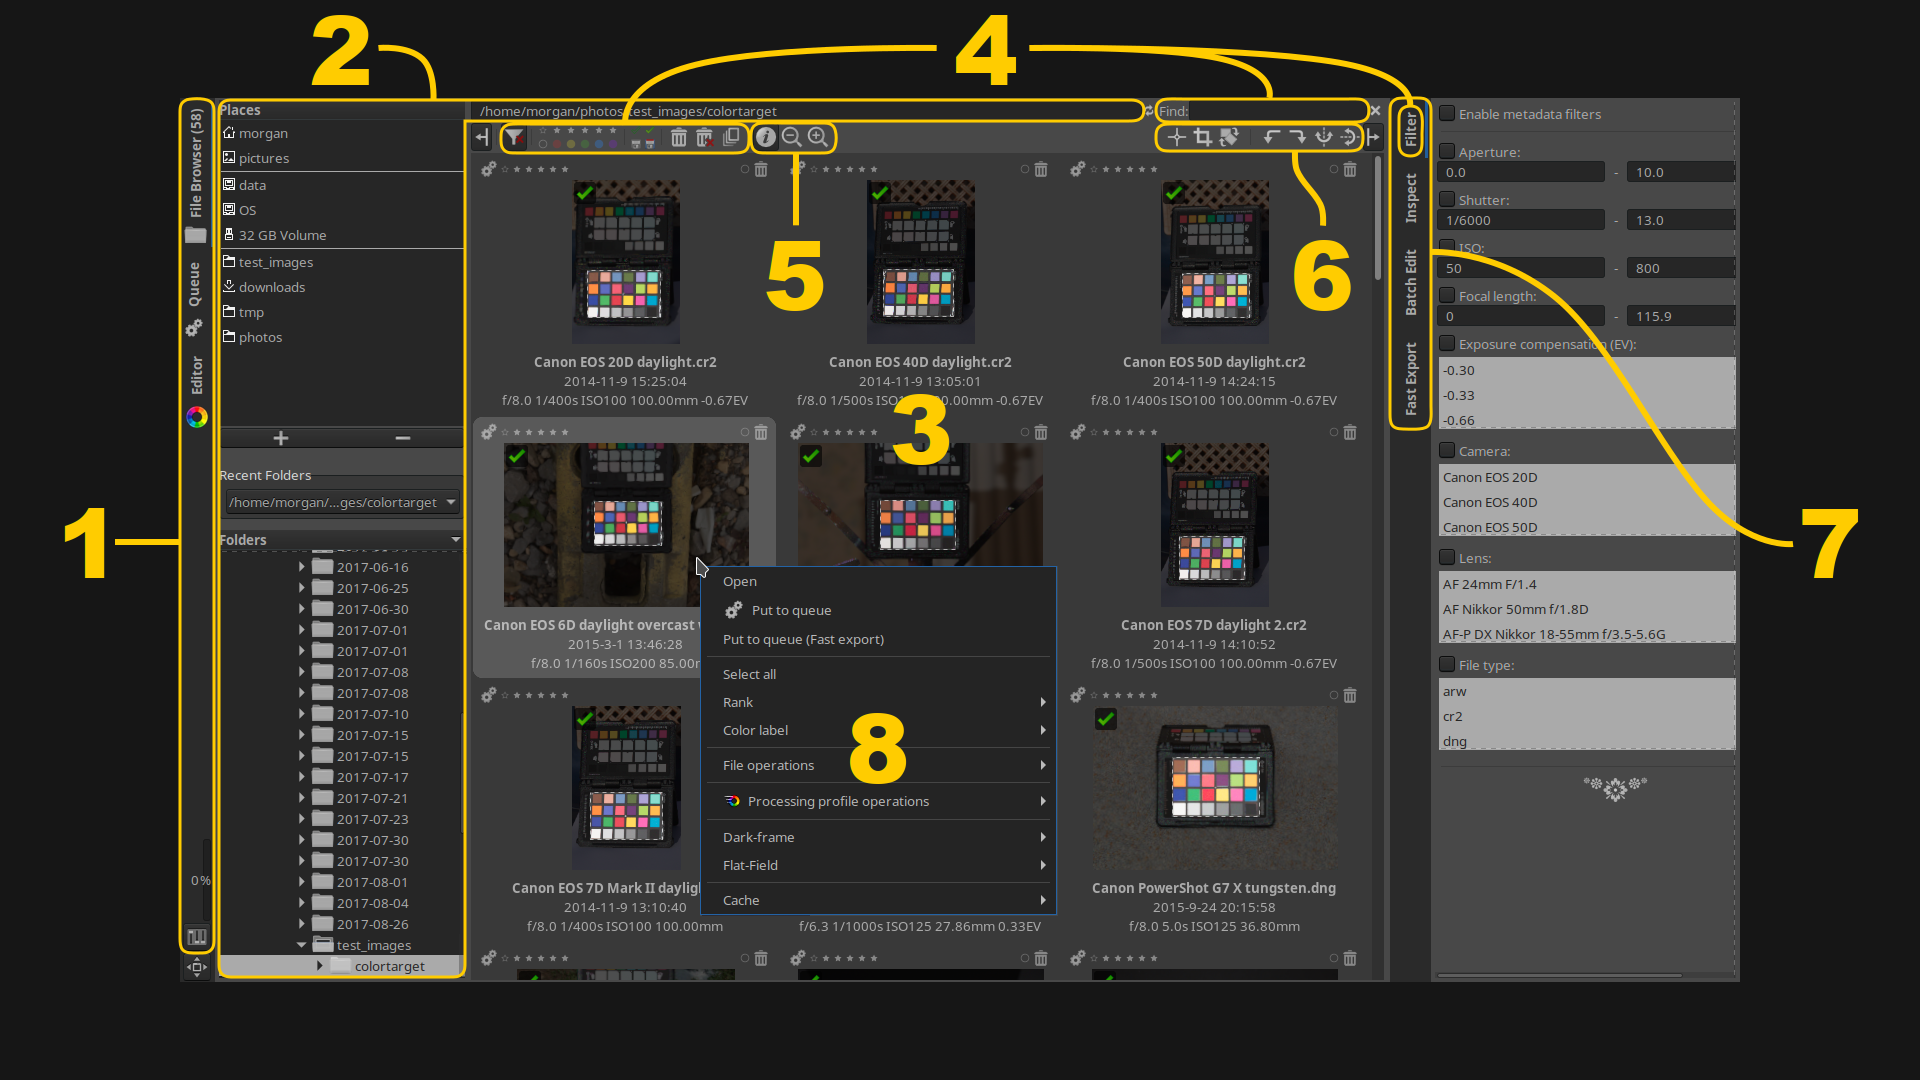 2
4
Places
/home/morgan/photos/test_images/colortarget
Find:
File Browser (58)
Queue
Editor
0%
morgan
pictures
data
OS
32 GB Volume
test_images
downloads
tmp
photos
Recent Folders
/home/morgan/...ges/colortarget
Folders
2017-06-16
2017-06-25
2017-06-30
2017-07-01
2017-07-01
2017-07-08
2017-07-08
2017-07-10
2017-07-15
2017-07-15
2017-07-17
2017-07-21
2017-07-23
2017-07-30
2017-07-30
2017-08-01
2017-08-04
2017-08-26
test_images
colortarget
1
5
6
Canon EOS 20D daylight.cr2
2014-11-9 15:25:04
f/8.0 1/400s ISO100 100.00mm -0.67EV
Canon EOS 40D daylight.cr2
2014-11-9 13:05:01
f/8.0 1/500s ISO1 0.00mm -0.67EV
Canon EOS 50D daylight.cr2
2014-11-9 14:24:15
f/8.0 1/400s ISO100 100.00mm -0.67EV
3
Canon EOS 6D daylight overcast
2015-3-1 13:46:28
f/8.0 1/160s ISO200 85.00
Canon EOS 7D daylight 2.cr2
2014-11-9 14:10:52
f/8.0 1/500s ISO100 100.00mm -0.67EV
Open
Put to queue
Put to queue (Fast export)
Select all
Rank
Color label
File operations
Processing profile operations
Dark-frame
Flat-Field
Cache
8
Canon EOS 7D Mark II daylig
2014-11-9 13:10:40
f/8.0 1/400s ISO100 100.00mm
f/6.3 1/1000s ISO125 27.86mm 0.33EV
Canon PowerShot G7 X tungsten.dng
2015-9-24 20:15:58
f/8.0 5.0s ISO125 36.80mm
Filter
Inspect
Batch Edit
Fast Export
Enable metadata filters
Aperture:
0.0 - 10.0
Shutter:
1/6000 - 13.0
ISO:
50 - 800
Focal length:
0 - 115.9
Exposure compensation (EV):
-0.30
-0.33
-0.66
Camera:
Canon EOS 20D
Canon EOS 40D
Canon EOS 50D
Lens:
AF 24mm F/1.4
AF Nikkor 50mm f/1.8D
AF-P DX Nikkor 18-55mm f/3.5-5.6G
File type:
arw
cr2
dng
7